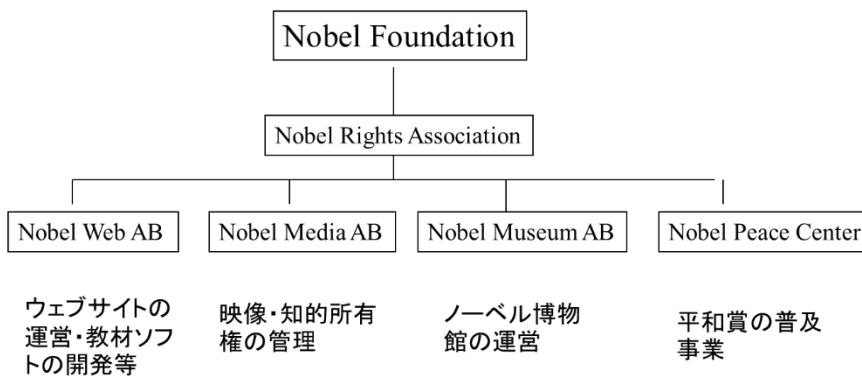 Nobel Foundation
Nobel Rights Association
Nobel Web AB
Nobel Media AB
Nobel Museum AB
Nobel Peace Center
ウェブサイトの
運営・教材ソフ
トの開発等
映像・知的所有
権の管理
ノーベル博物
館の運営
平和賞の普及
事業